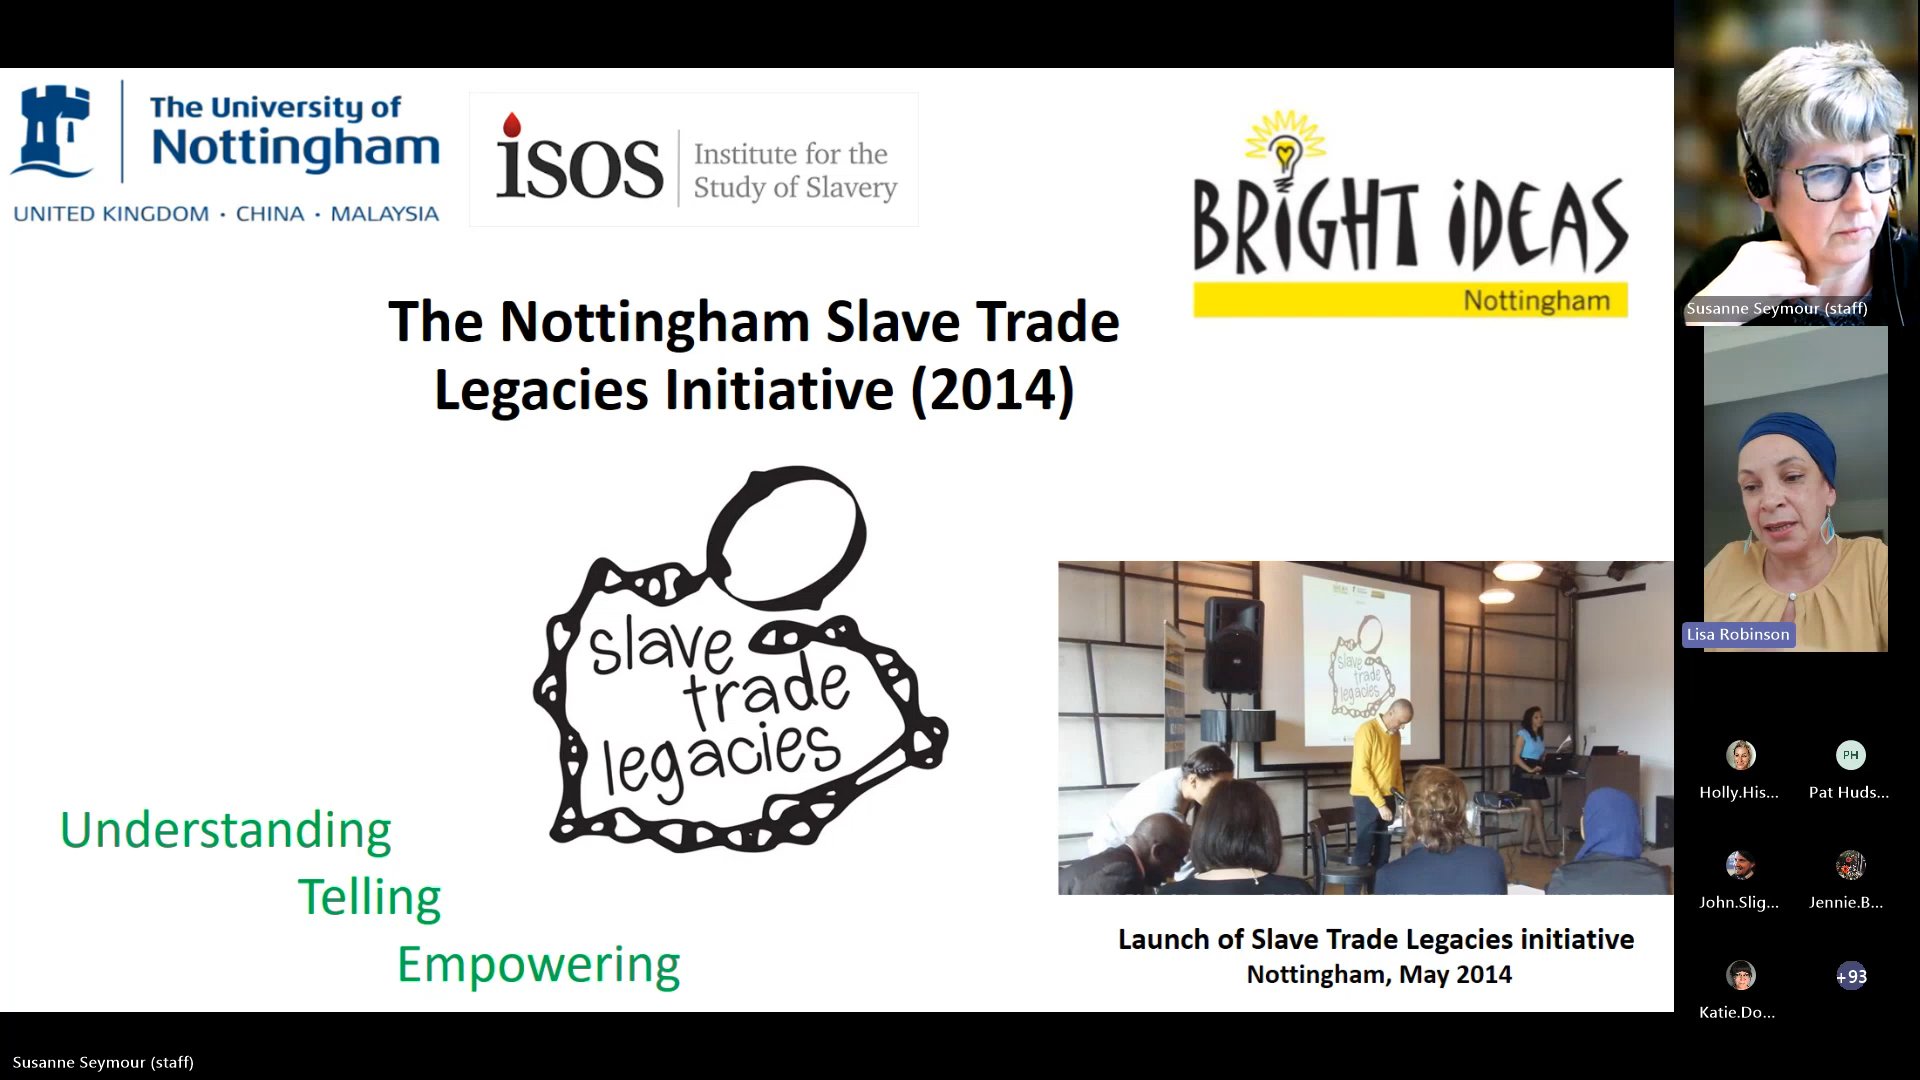 The University of
Nottingham
UNITED KINGDOM · CHINA · MALAYSIA
isos
Institute for the
Study of Slavery
BRiGHT iDEAS
Nottingham
The Nottingham Slave Trade
Legacies Initiative (2014)
slave
trade
legacies
Understanding
Telling
Empowering
slave
trade
legacies
Launch of Slave Trade Legacies initiative
Nottingham, May 2014
Susanne Seymour (staff)
Lisa Robinson
Holly.His...
PH
Pat Huds...
John.Slig...
Jennie.B...
Katie.Do...
+93
Susanne Seymour (staff)